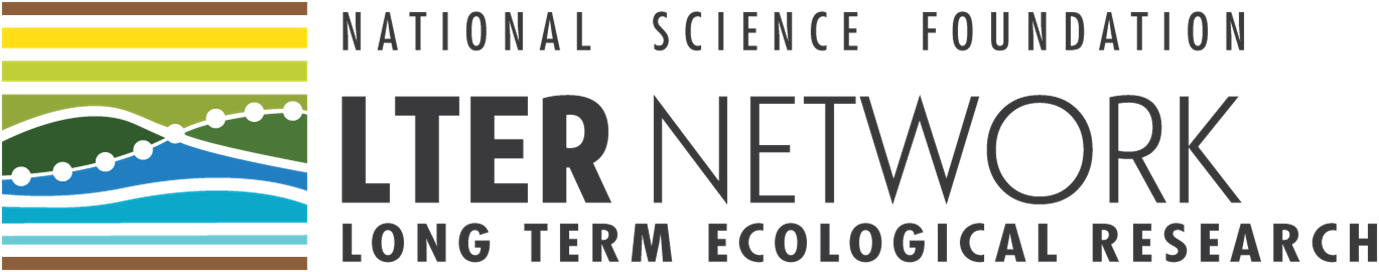 NATIONAL SCIENCE FOUNDATION
LTER NETWORK
LONG TERM ECOLOGICAL RESEARCH